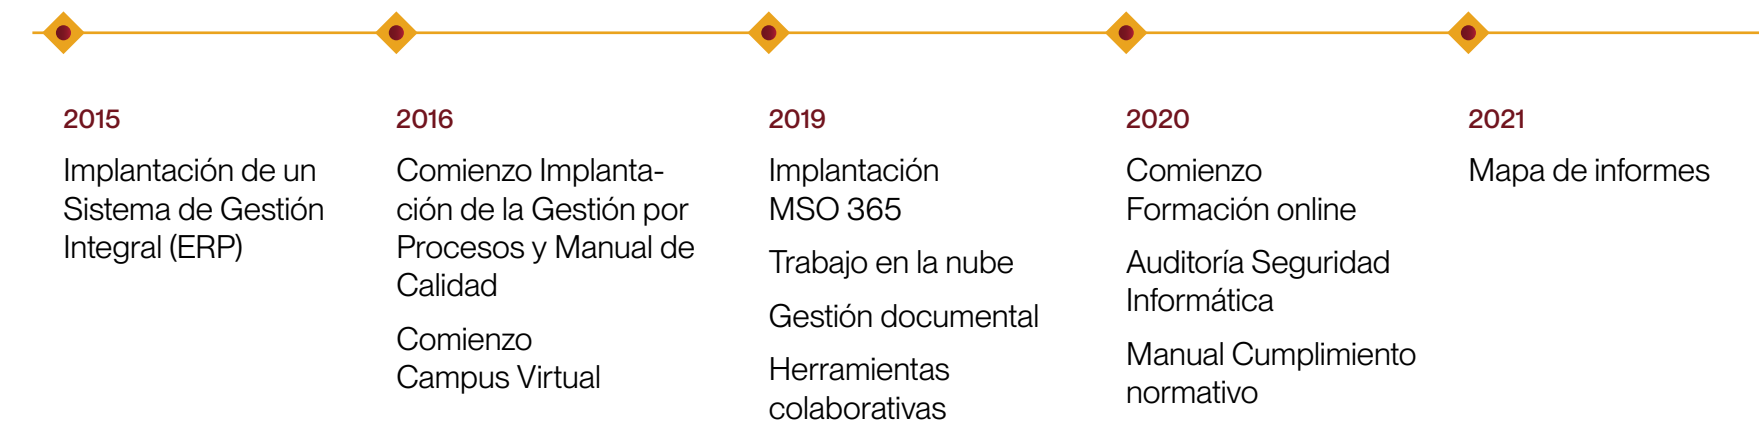 2015
Implantación de un
Sistema de Gestión
Integral (ERP)
2016
Comienzo Implanta-
ción de la Gestión por
Procesos y Manual de
Calidad
Comienzo
Campus Virtual
2019
Implantación
MSO 365
Trabajo en la nube
Gestión documental
Herramientas
colaborativas
2020
Comienzo
Formación online
Auditoría Seguridad
Informática
Manual Cumplimiento
normativo
2021
Mapa de informes